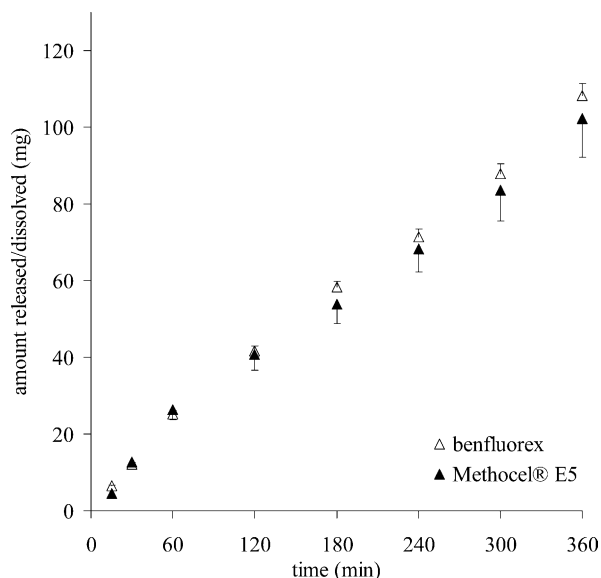 120
100
80
60
40
20
0
amount released/dissolved (mg)
benfluorex
Methocel® E5
0 60 120 180 240 300 360
time (min)